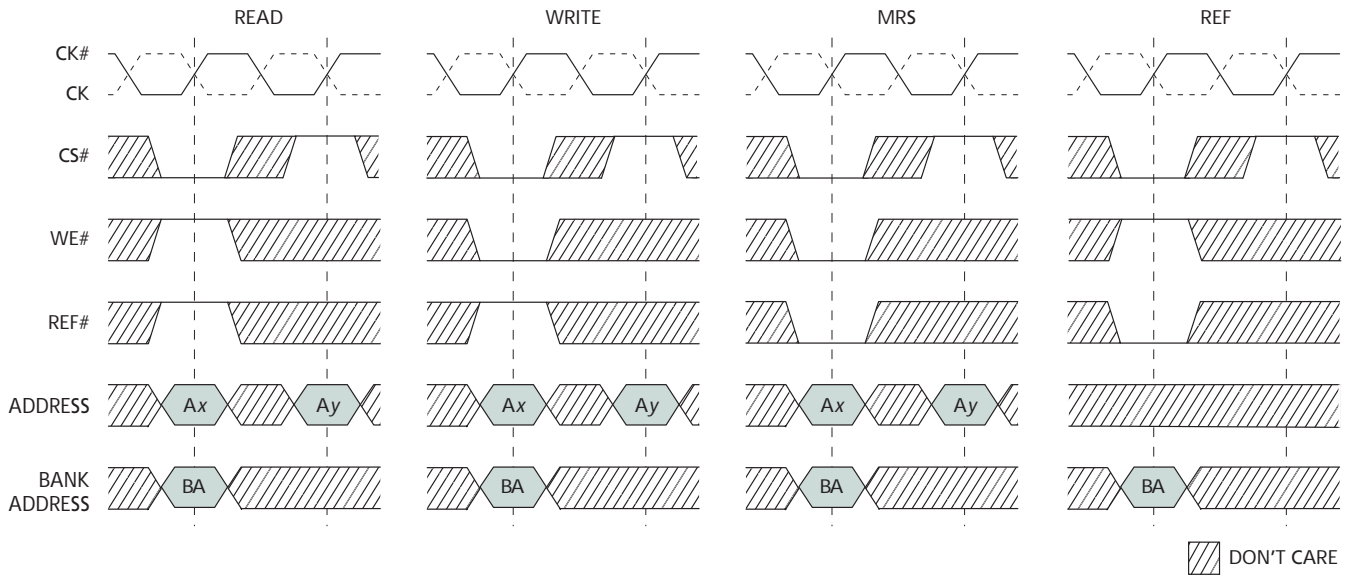 READ WRITE MRS REF
CK#
CK
CS#
WE#
REF#
ADDRESS Ax Ay Ax Ay Ax Ay
BANK
ADDRESS BA BA BA BA
DON'T CARE